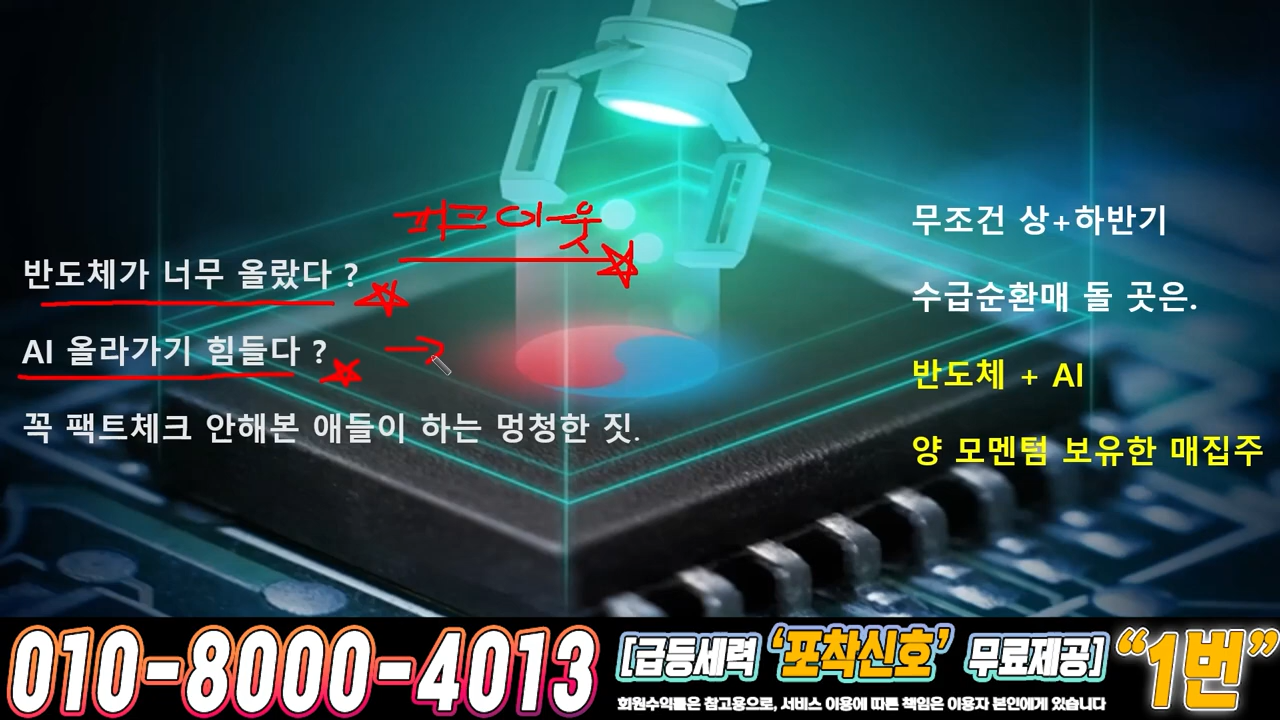 피크아웃
반도체가 너무 올랐다 ?
AI 올라가기 힘들다 ?
꼭 팩트체크 안해본 애들이 하는 멍청한 짓.
무조건 상+하반기
수급순환매 돌 곳은.
반도체 + AI
양 모멘텀 보유한 매집주
010-8000-4013
[급등세력 ‘포착신호’ 무료제공] “1번”
회원수익률은 참고용으로, 서비스 이용에 따른 책임은 이용자 본인에게 있습니다